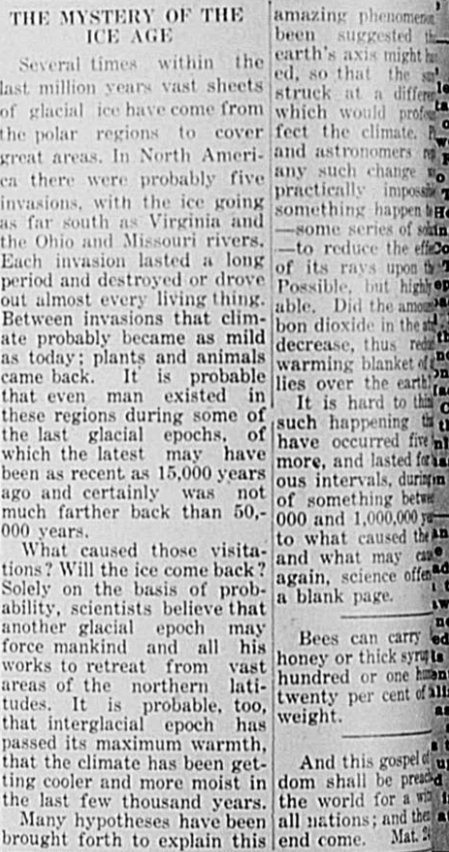 THE MYSTERY OF THE
ICE AGE
Several times within the
last million years vast sheets
of glacial ice have come from
the polar regions to cover
great areas. In North Ameri-
ca there were probably five
invasions, with the ice going
as far south as Virginia and
the Ohio and Missouri rivers.
Each invasion lasted a long
period and destroyed or drove
out almost every living thing.
Between invasions that clim-
ate probably became as mild
as today; plants and animals
came back. It is probable
that even man existed in
these regions during some of
the last glacial epochs, of
which the latest may have
been as recent as 15,000 years
ago and certainly was not
much farther back than 50,-
000 years.
What caused those visita-
tions? Will the ice come back?
Solely on the basis of prob-
ability, scientists believe that
another glacial epoch may
force mankind and all his
works to retreat from vast
areas of the northern lati-
tudes. It is probable, too,
that interglacial epoch has
passed its maximum warmth,
that the climate has been get-
ting cooler and more moist in
the last few thousand years.
Many hypotheses have been
brought forth to explain this
amazing phenomenon
been suggested
earth's axis might
ed, so that the
struck at a
which would
fect the climate.
and astronomers
any such change
practically
something happen
—some series of
—to reduce the
of its rays upon
Possible, but
able. Did the
bon dioxide in the
decrease, thus
warming blanket of
lies over the earth
It is hard to
such happening
have occurred five
more, and lasted for
ous intervals,
of something
000 and 1,000,000
to what caused the
and what may
again, science
a blank page.
Bees can carry
honey or thick syrup
hundred or one
twenty per cent of
weight.
And this gospel of
dom shall be
the world for a
all nations; and
end come. Mat.